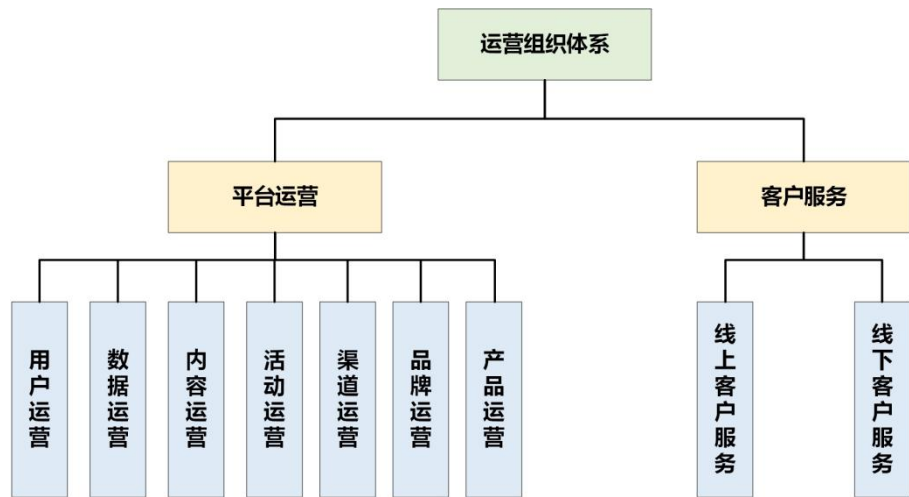 运营组织体系
平台运营
客户服务
用户运营
数据运营
内容运营
活动运营
渠道运营
品牌运营
产品运营
线上客户服务
线下客户服务